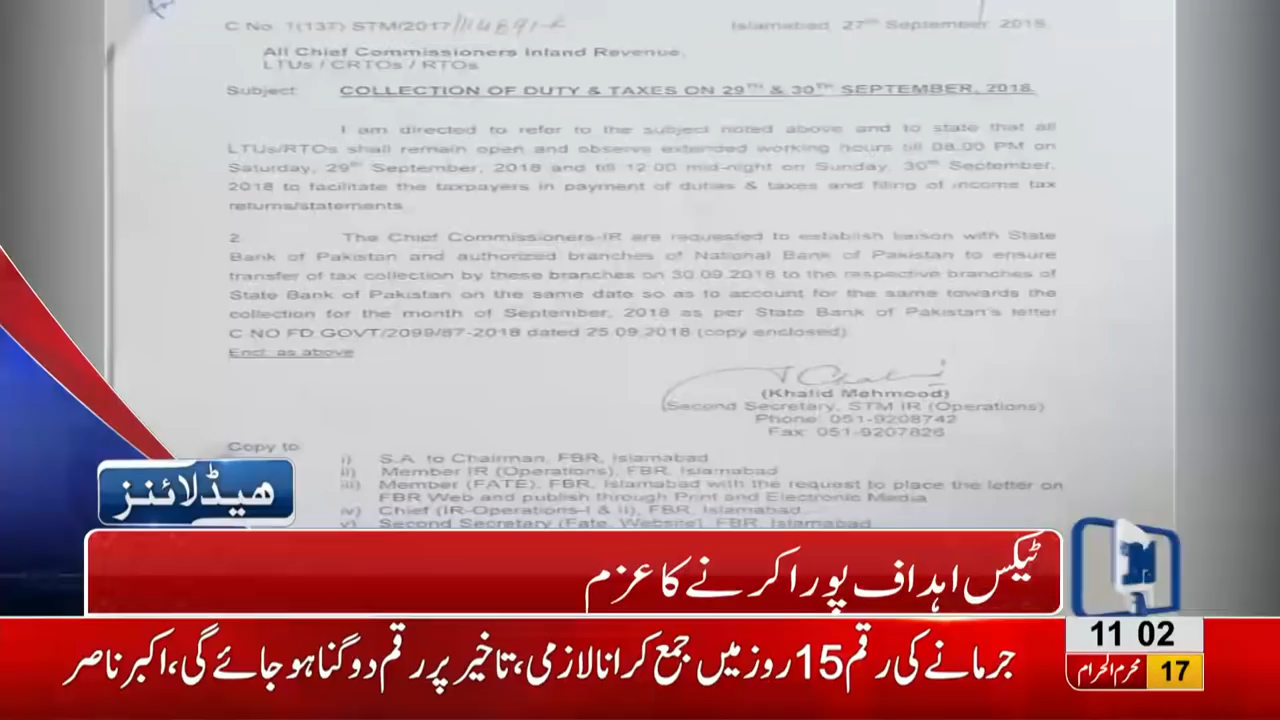 C No. 1(137) STM/2017/ Islamabad 27th September, 2018.
All Chief Commissioners Inland Revenue,
LTUs / CRTOs / RTOs
Subject: COLLECTION OF DUTY & TAXES ON 29TH & 30TH SEPTEMBER, 2018.
I am directed to refer to the subject noted above and to state that all
LTUs/RTOs shall remain open and observe extended working hours till 08.00 PM on
Saturday, 29th September, 2018 and till 12:00 mid-night on Sunday, 30th September,
2018 to facilitate the taxpayers in payment of duties & taxes and filing of income tax
returns/statements
2. The Chief Commissioners-IR are requested to establish liaison with State
Bank of Pakistan and authorized branches of National Bank of Pakistan to ensure
transfer of tax collection by these branches on 30.09.2018 to the respective branches of
State Bank of Pakistan on the same date so as to account for the same towards the
collection for the month of September, 2018 as per State Bank of Pakistan's letter
C NO FD GOVT/2099/87-2018 dated 25.09.2018 (copy enclosed)
Encl: as above
(Khalid Mehmood)
Second Secretary, STM IR (Operations)
Phone: 051-9208742
Fax: 051-9207826
Copy to:
i) S.A. to Chairman, FBR, Islamabad
ii) Member IR (Operations), FBR, Islamabad
iii) Member (FATE), FBR, Islamabad with the request to place the letter on
FBR Web and publish through Print and Electronic Media
iv) Chief (IR-Operations-I & II), FBR, Islamabad.
v) Second Secretary (Fate, Website), FBR, Islamabad
ہیڈلائنز
ٹیکس اہداف پورا کرنے کا عزم
11 02
جرمانے کی رقم 15 روز میں جمع کرانا لازمی، تاخیر پر رقم دوگنا ہو جائے گی، اکبر ناصر
17 محرم الحرام